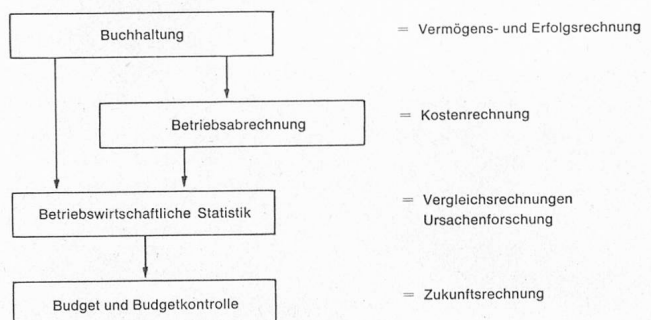 Buchhaltung = Vermögens- und Erfolgsrechnung
Betriebsabrechnung = Kostenrechnung
Betriebswirtschaftliche Statistik = Vergleichsrechnungen
Ursachenforschung
Budget und Budgetkontrolle = Zukunftsrechnung